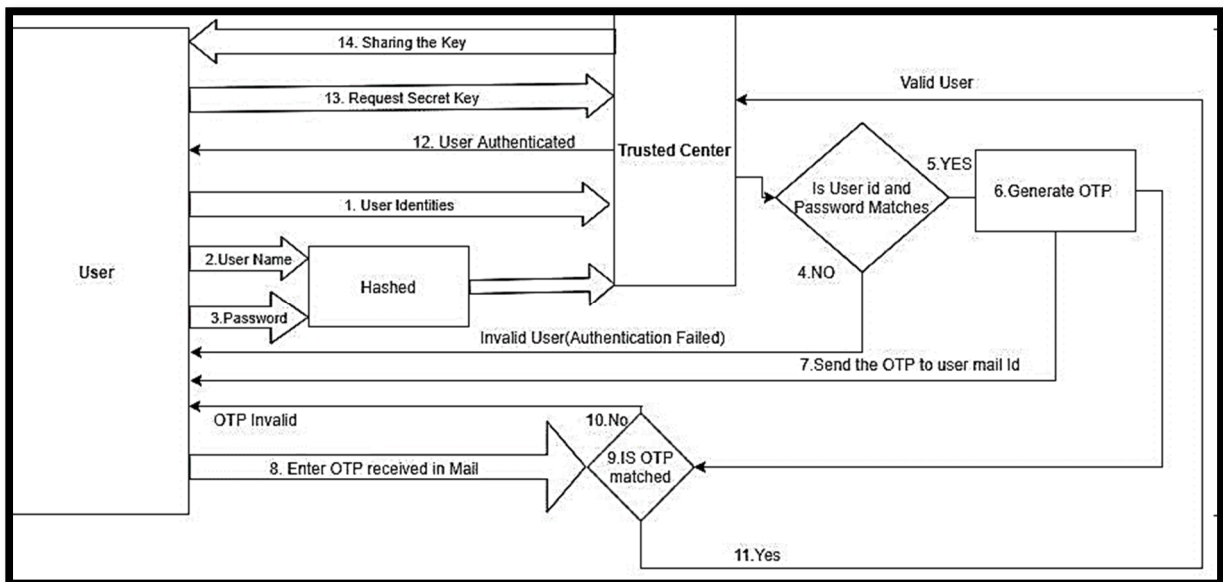 14. Sharing the Key
Valid User
13. Request Secret Key
12. User Authenticated
Trusted Center
5.YES
Is User id and
Password Matches
6.Generate OTP
1. User Identities
2.User Name
User
Hashed
4.NO
3.Password
Invalid User(Authentication Failed)
7.Send the OTP to user mail Id
OTP Invalid
10.No
8. Enter OTP received in Mail
9.IS OTP
matched
11.Yes